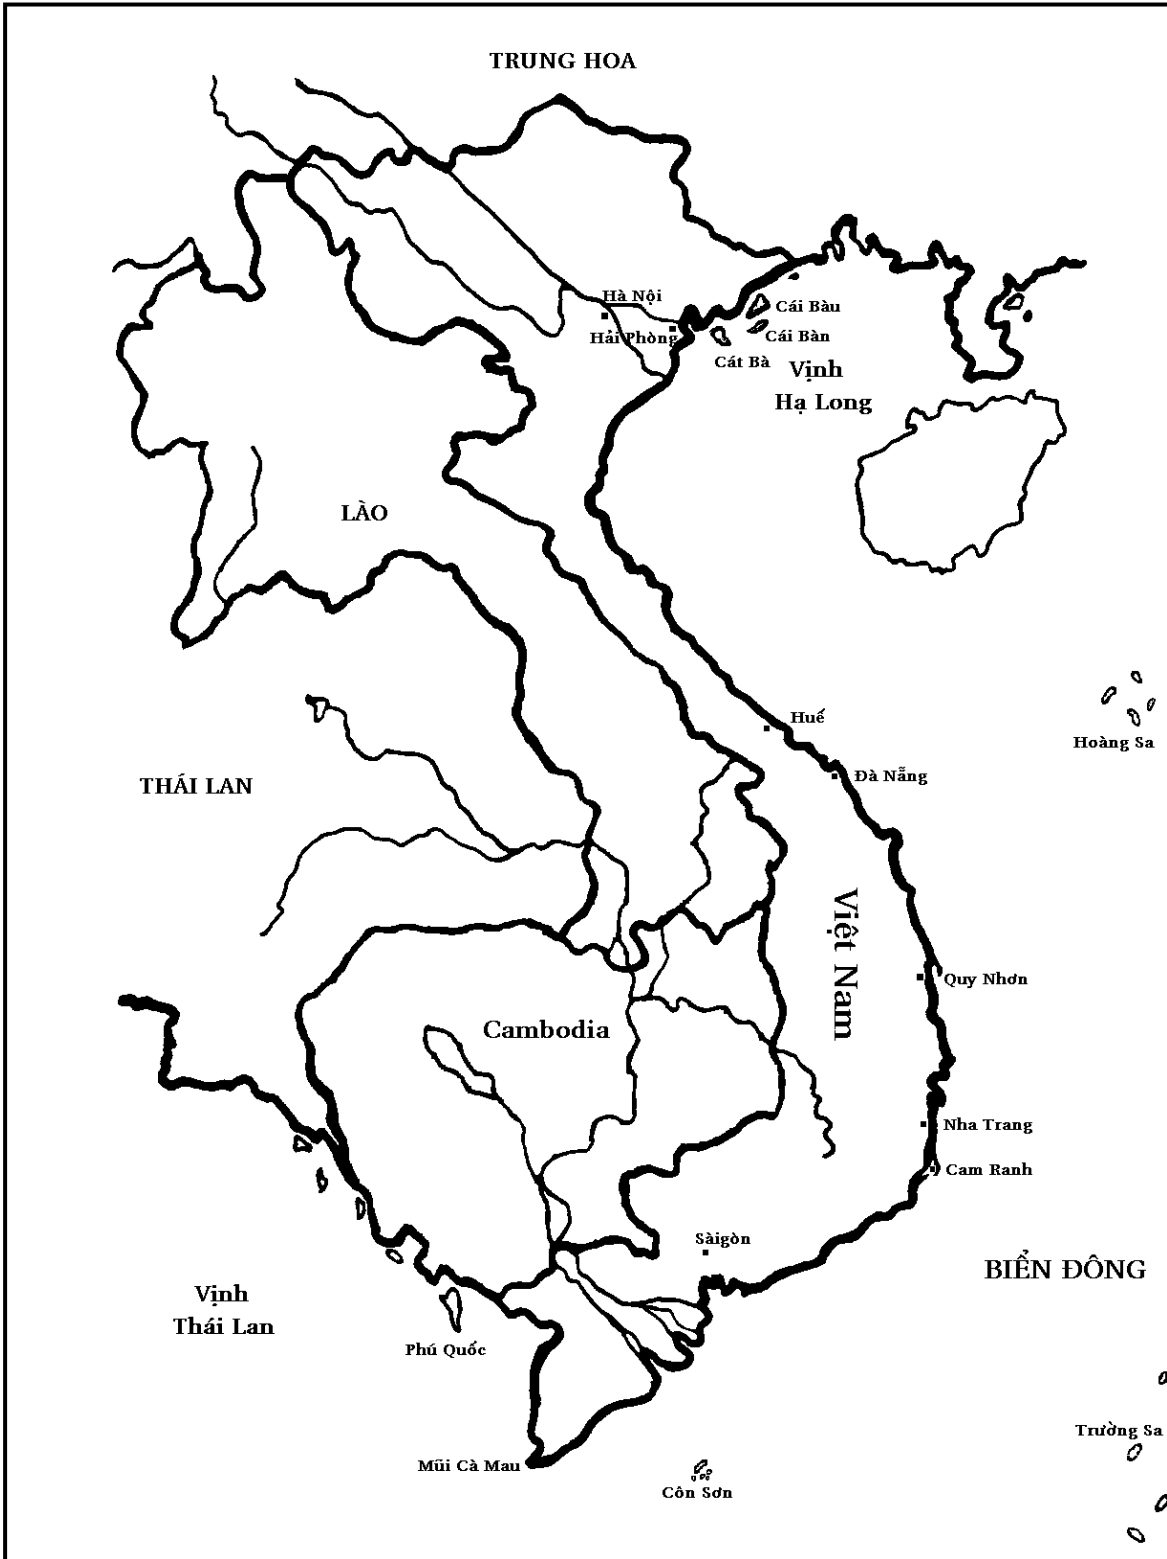 TRUNG HOA
Hà Nội
Cái Bàu
Hải Phòng
Cái Bàn
Cát Bà
Vịnh
Hạ Long
LÀO
Huế
Hoàng Sa
Đà Nẵng
THÁI LAN
Việt Nam
Quy Nhơn
Cambodia
Nha Trang
Cam Ranh
Sàigòn
BIỂN ĐÔNG
Vịnh
Thái Lan
Phú Quốc
Trường Sa
Mũi Cà Mau
Côn Sơn